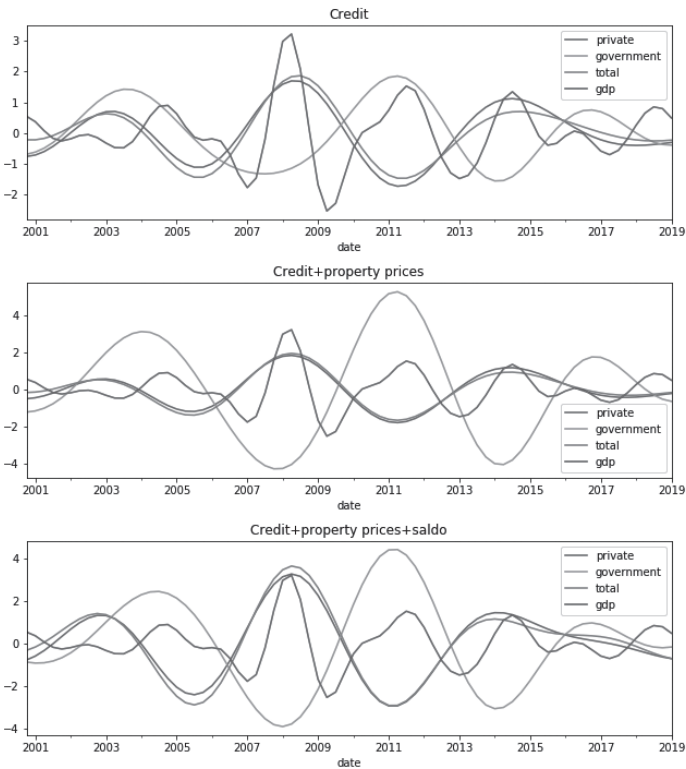 Credit
3
2
1
0
−1
−2
private
government
total
gdp
2001 2003 2005 2007 2009 2011 2013 2015 2017 2019
date
Credit+property prices
4
2
0
−2
−4
private
government
total
gdp
2001 2003 2005 2007 2009 2011 2013 2015 2017 2019
date
Credit+property prices+saldo
4
2
0
−2
−4
private
government
total
gdp
2001 2003 2005 2007 2009 2011 2013 2015 2017 2019
date